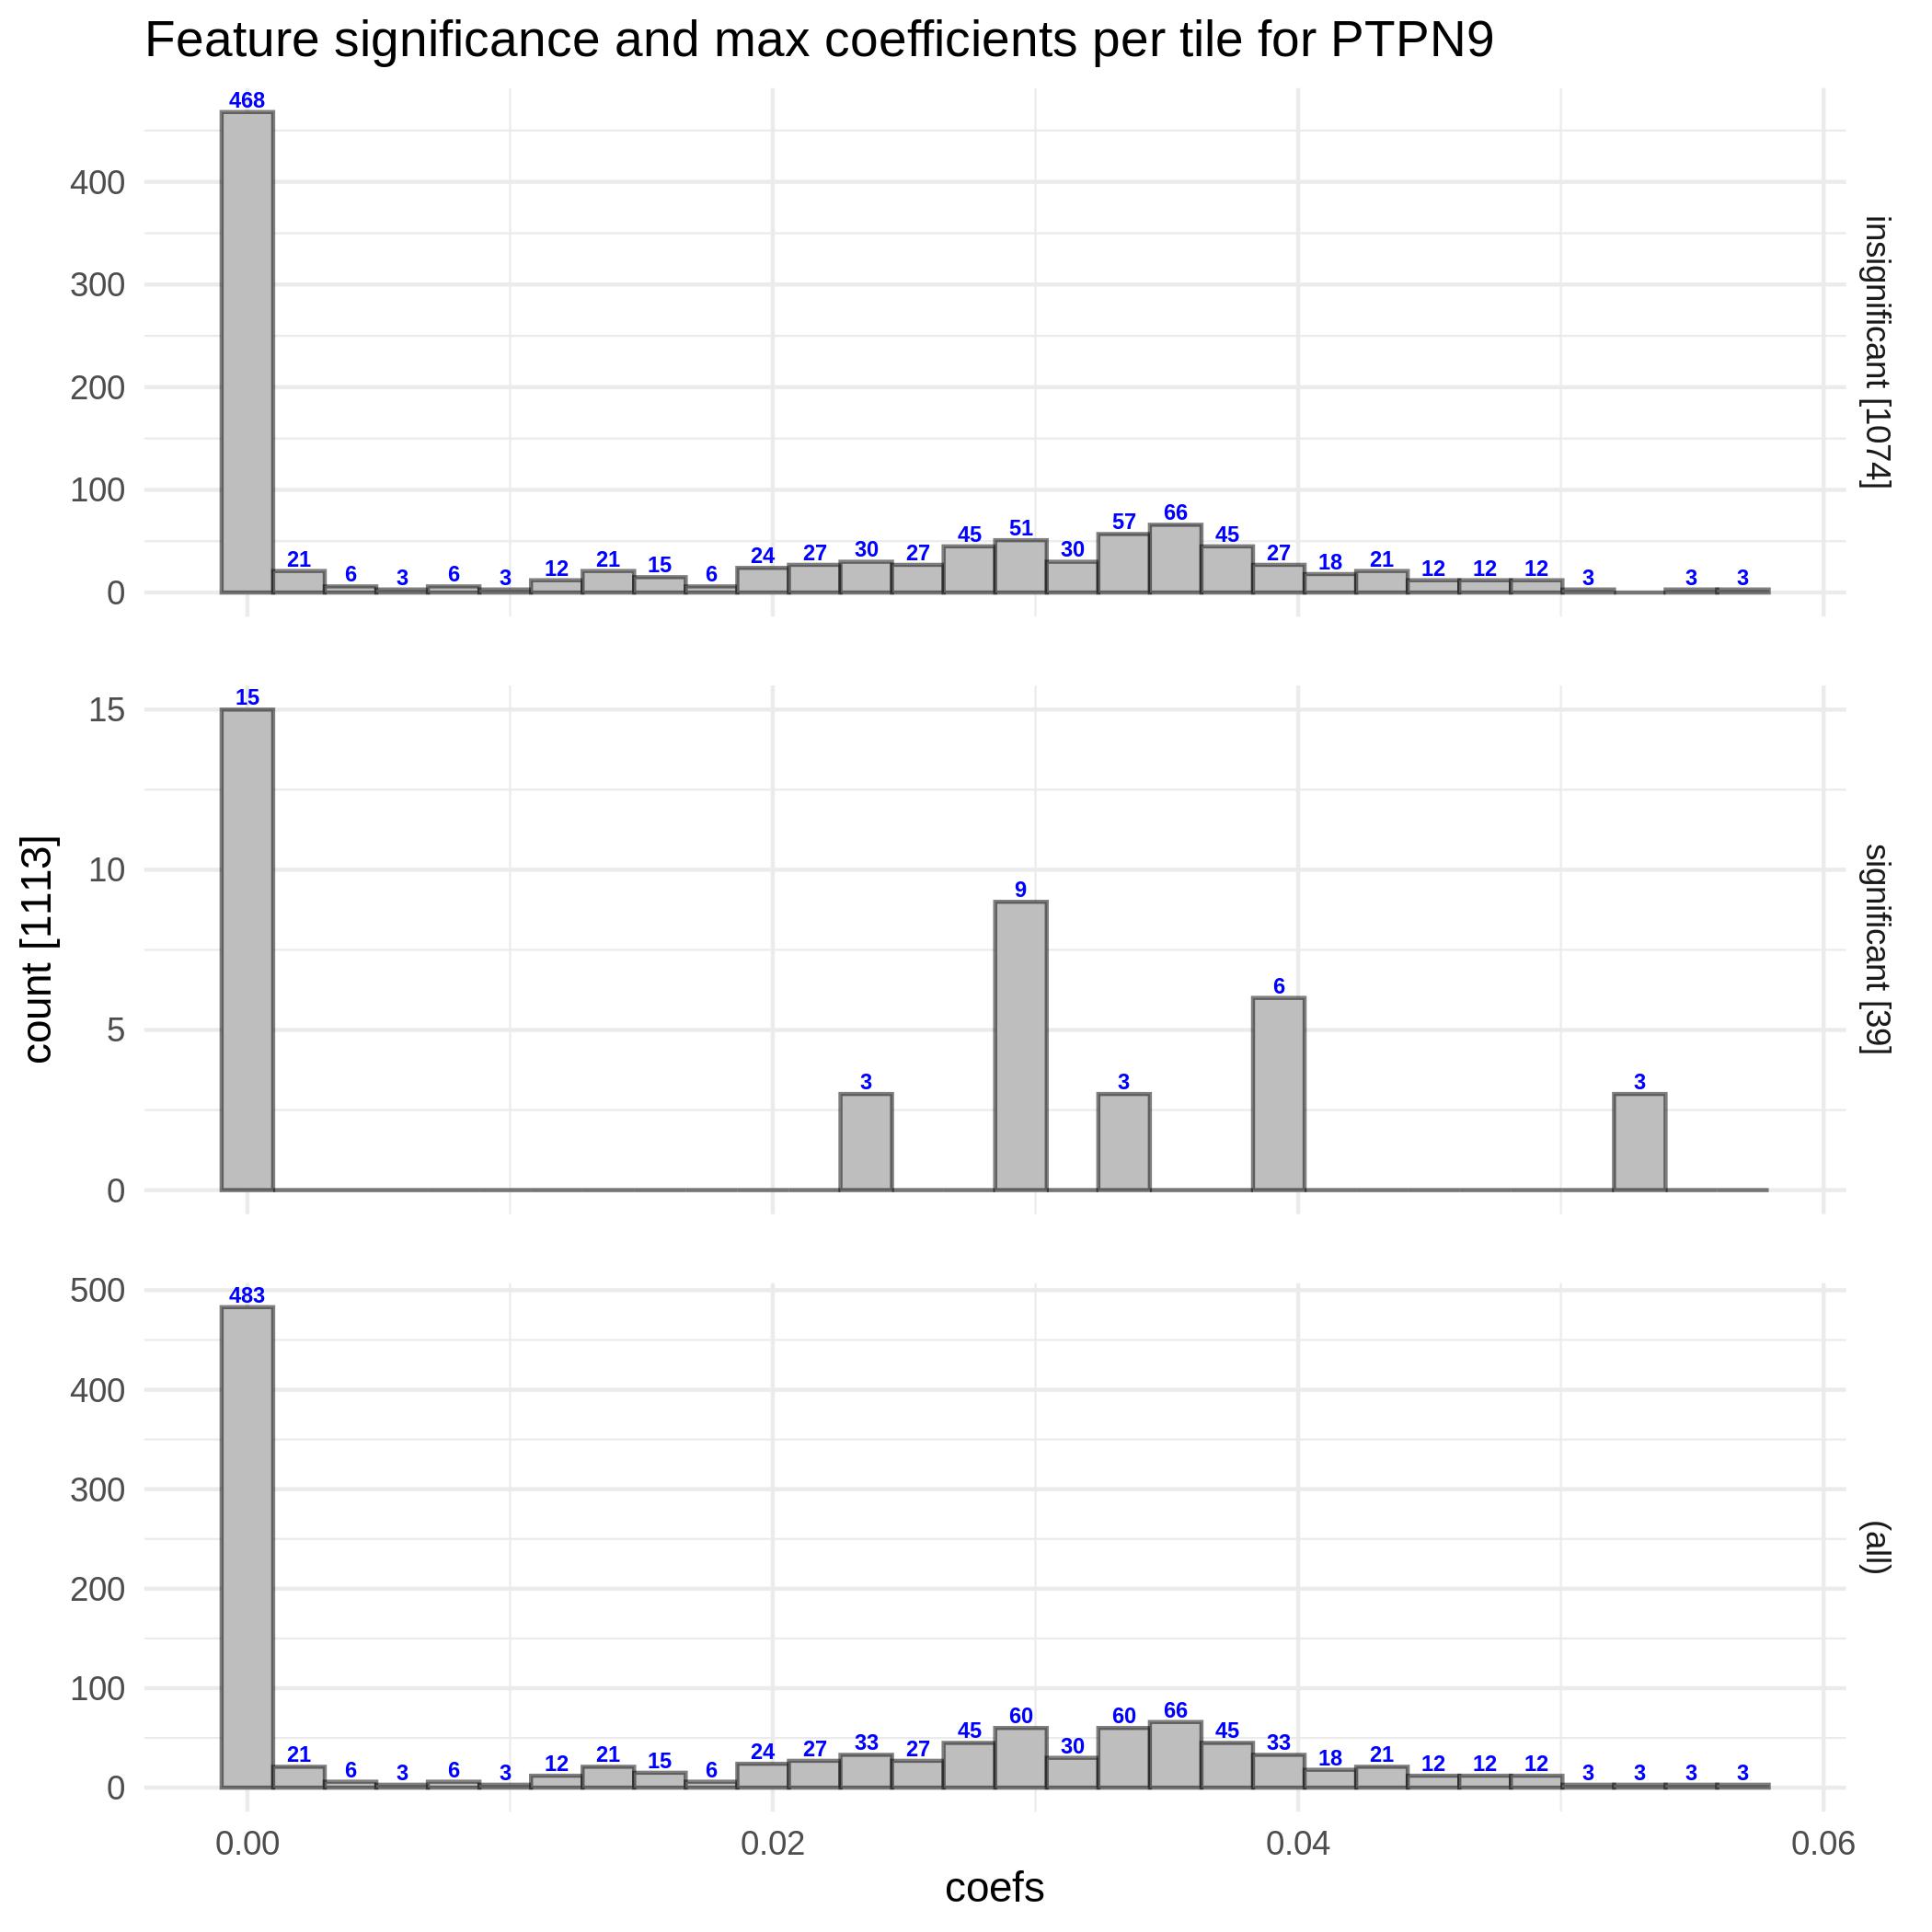 Feature significance and max coefficients per tile for PTPN9
468
400
300
200
100
0
21 6 3 6 3 12 21 15 6 24 27 30 27 45 51 30 57 66 45 27 18 21 12 12 12 3 3 3
insignificant [1074]
15
15
10
5
0
3 9 3 6 3
significant [39]
count [1113]
500
483
400
300
200
100
0
21 6 3 6 3 12 21 15 6 24 27 33 27 45 60 30 60 66 45 33 18 21 12 12 12 3 3 3 3
(all)
0.00 0.02 0.04 0.06
coefs